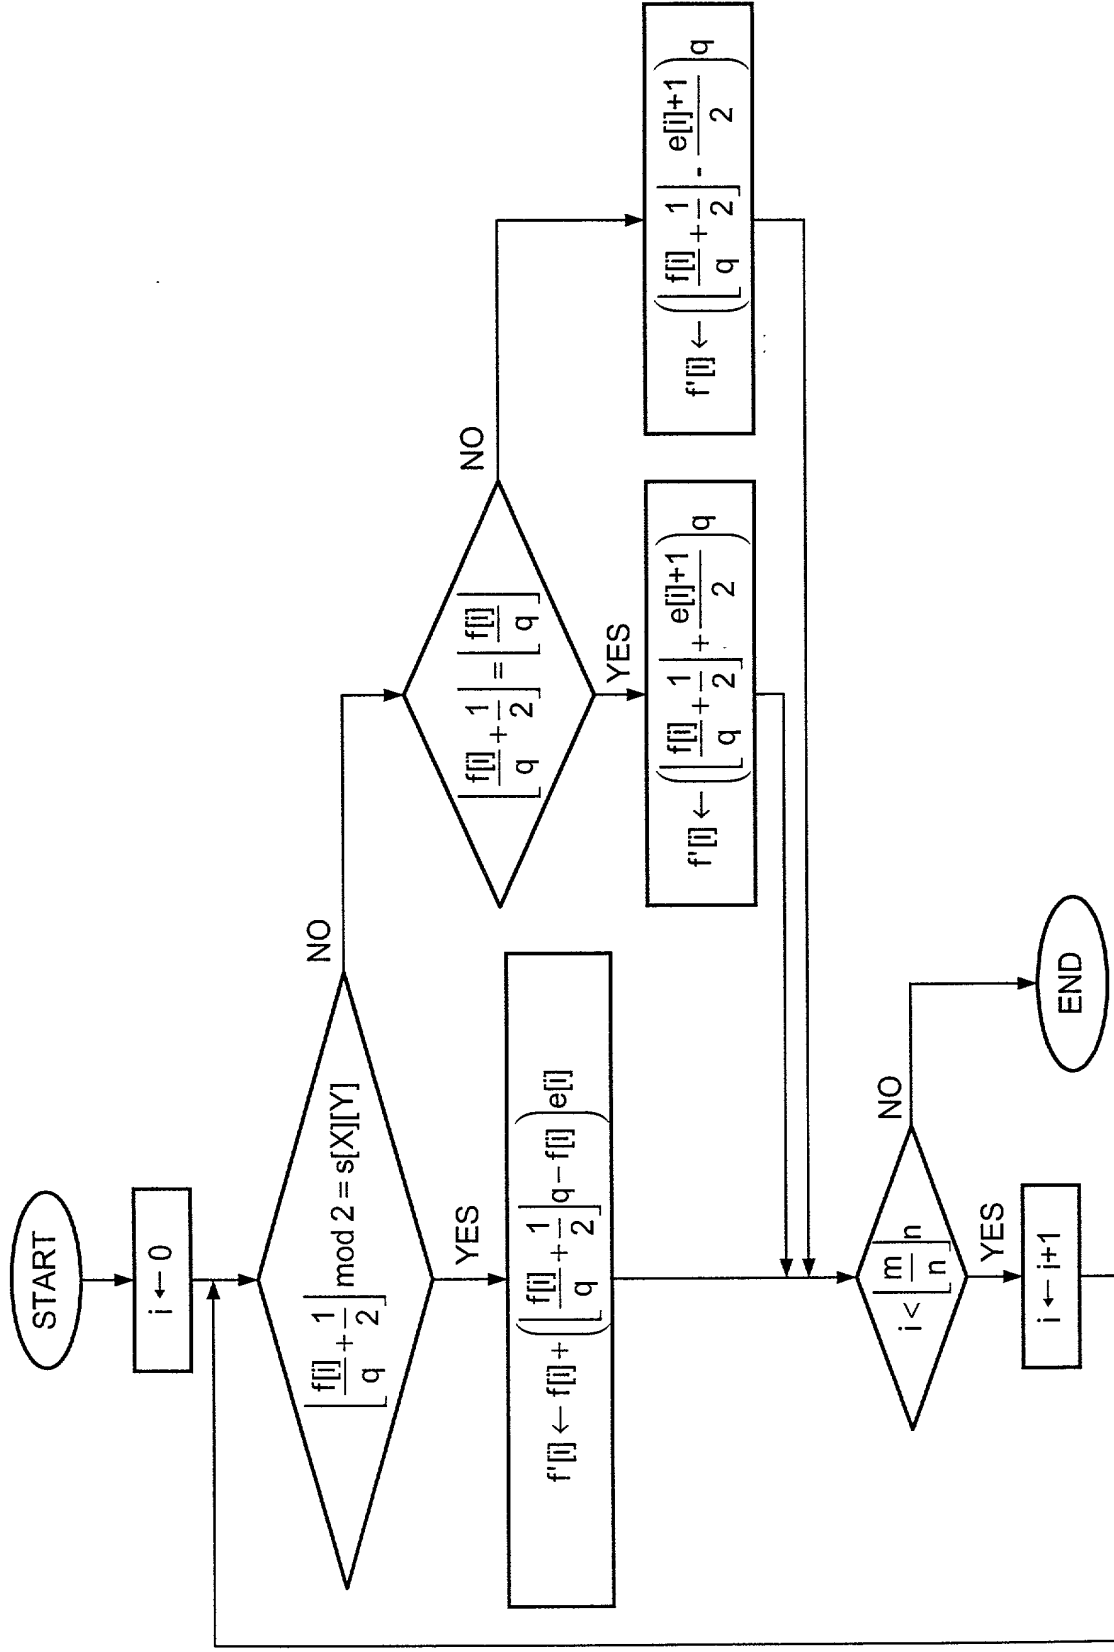 START
i ← 0
⌊f[i]/q + 1/2⌋ mod 2 = s[X][Y]
NO
YES
f'[i] ← f[i] + (⌊f[i]/q + 1/2⌋q − f[i])e[i]
⌊f[i]/q + 1/2⌋ = ⌊f[i]/q⌋
NO
YES
f'[i] ← (⌊f[i]/q + 1/2⌋ + e[i]+1/2)q
f'[i] ← (⌊f[i]/q + 1/2⌋ - e[i]+1/2)q
i < ⌊m/n⌋n
NO
YES
END
i ← i+1